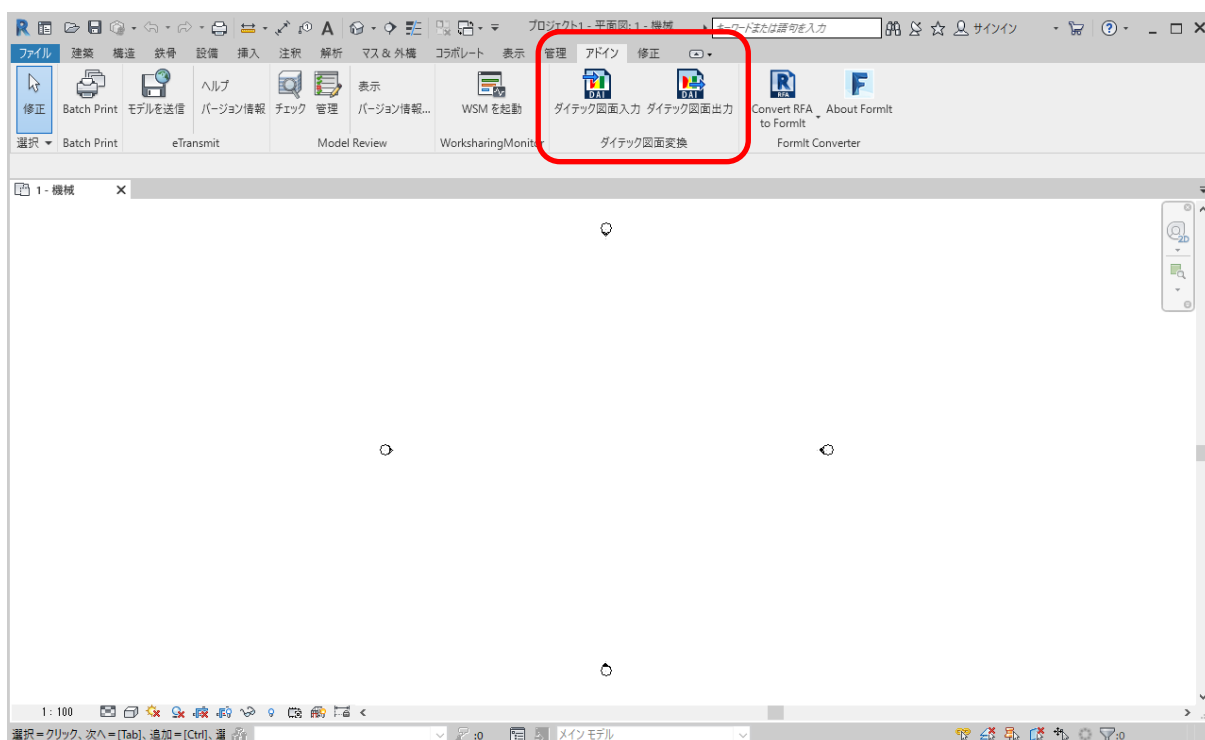 プロジェクト1 - 平面図: 1 - 機械 キーワードまたは語句を入力 サインイン
ファイル 建築 構造 鉄骨 設備 挿入 注釈 解析 マス & 外構 コラボレート 表示 管理 アドイン 修正
修正 Batch Print モデルを送信 ヘルプ バージョン情報 チェック 管理 表示 バージョン情報... WSM を起動 ダイテック図面入力 ダイテック図面出力 Convert RFA to FormIt About FormIt
選択 Batch Print eTransmit Model Review WorksharingMonitor ダイテック図面変換 FormIt Converter
1 - 機械
2D
1 : 100
選択 = クリック、次へ = [Tab]、追加 = [Ctrl]、選 :0 メイン モデル :0